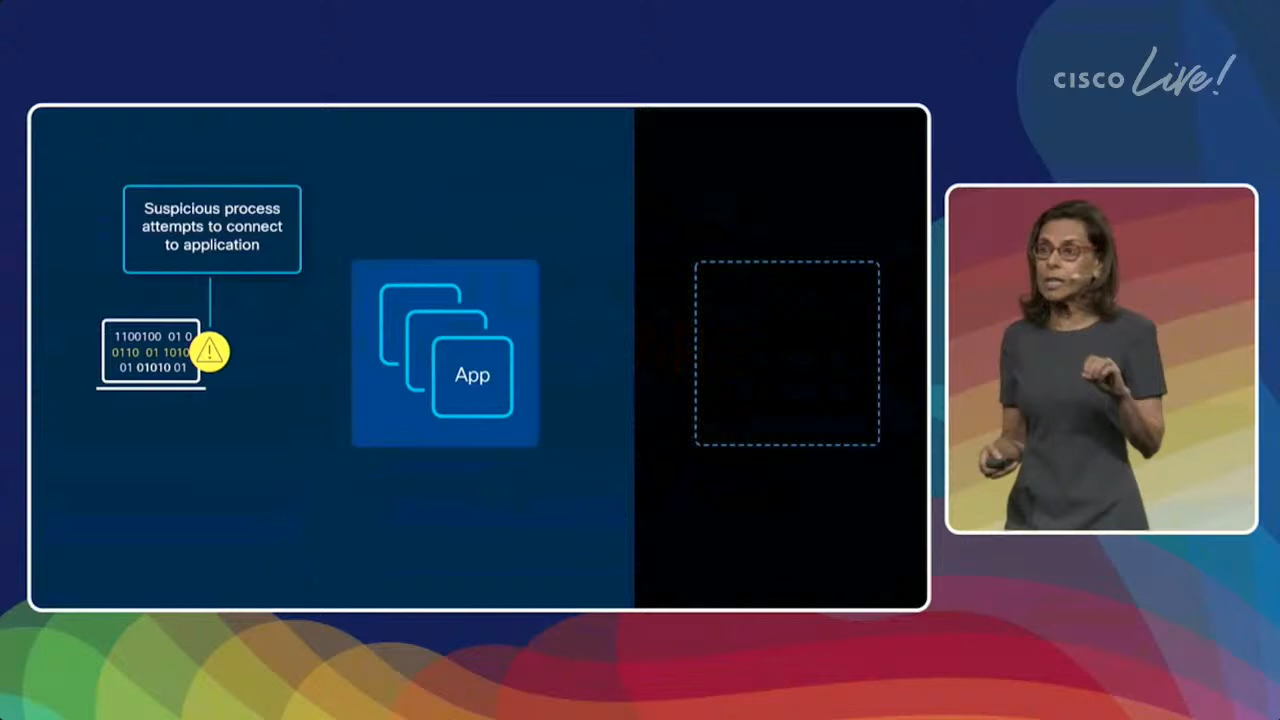 CISCO Live!
Suspicious process
attempts to connect
to application
1100100 01 0
0110 01 1010
01 01010 01
App